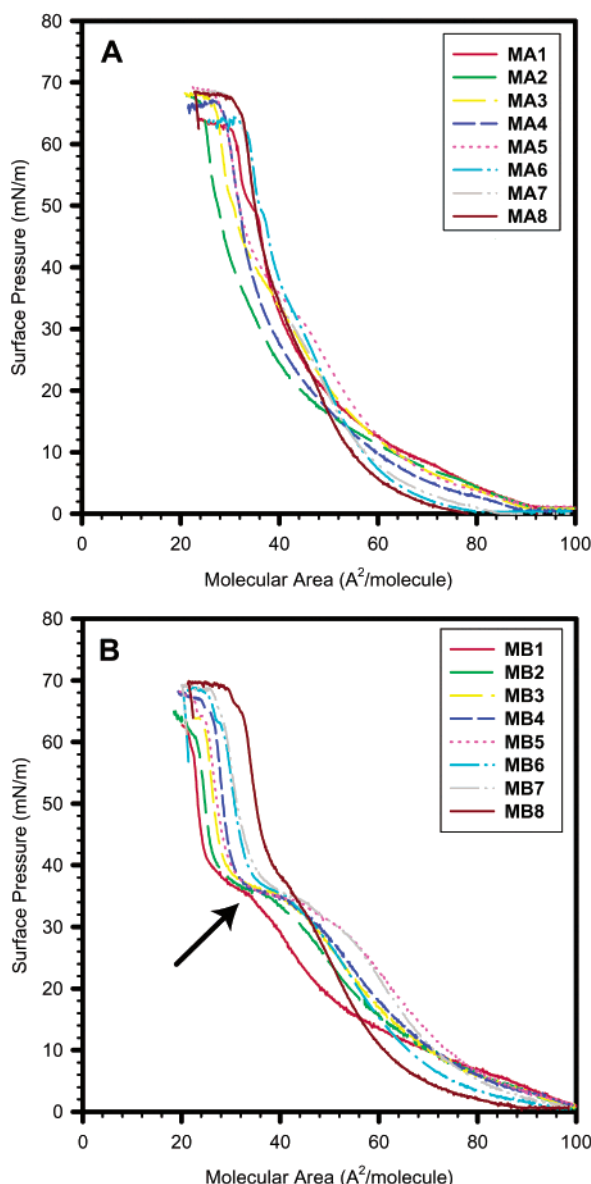 A
MA1
MA2
MA3
MA4
MA5
MA6
MA7
MA8
80
70
60
50
40
30
20
10
0
Surface Pressure (mN/m)
0 20 40 60 80 100
Molecular Area (A²/molecule)
B
MB1
MB2
MB3
MB4
MB5
MB6
MB7
MB8
80
70
60
50
40
30
20
10
0
Surface Pressure (mN/m)
0 20 40 60 80 100
Molecular Area (A²/molecule)